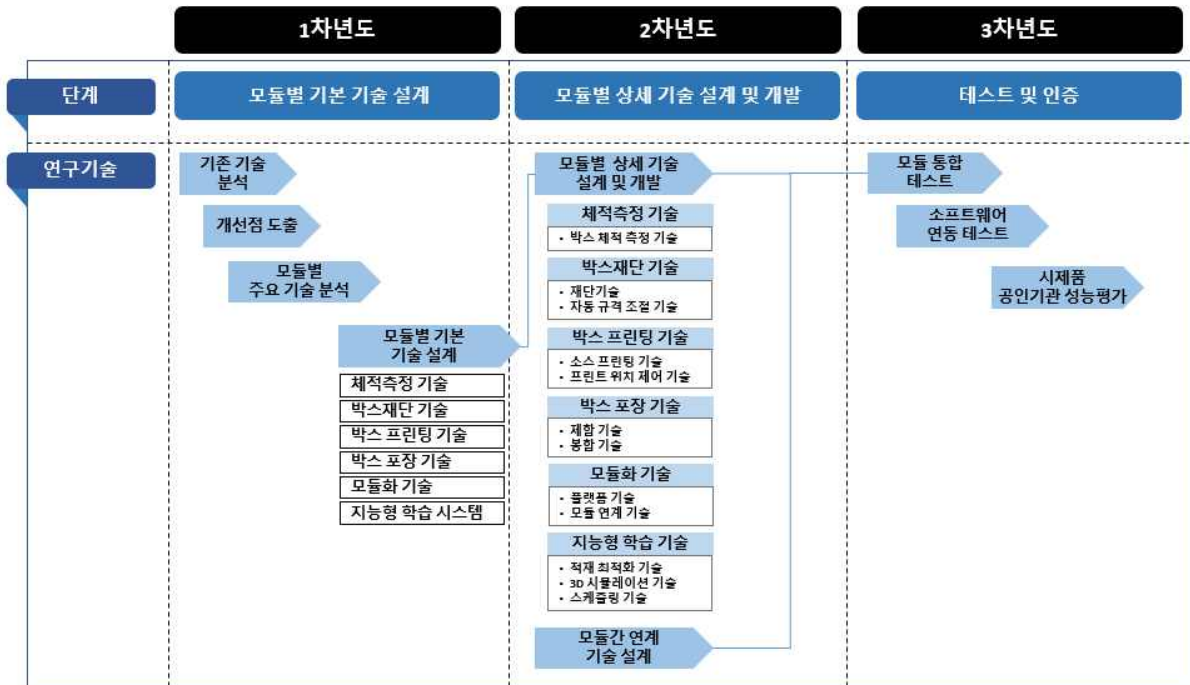 1차년도
2차년도
3차년도
단계
모듈별 기본 기술 설계
모듈별 상세 기술 설계 및 개발
테스트 및 인증
연구기술
기존 기술
분석
개선점 도출
모듈별
주요 기술 분석
모듈별 기본
기술 설계
체적측정 기술
박스재단 기술
박스 프린팅 기술
박스 포장 기술
모듈화 기술
지능형 학습 시스템
모듈별 상세 기술
설계 및 개발
체적측정 기술
• 박스 체적 측정 기술
박스재단 기술
• 재단기술
• 자동 규격 조절 기술
박스 프린팅 기술
• 소스 프린팅 기술
• 프린트 위치 제어 기술
박스 포장 기술
• 제함 기술
• 봉함 기술
모듈화 기술
• 플랫폼 기술
• 모듈 연계 기술
지능형 학습 기술
• 적재 최적화 기술
• 3D 시뮬레이션 기술
• 스케줄링 기술
모듈간 연계
기술 설계
모듈 통합
테스트
소프트웨어
연동 테스트
시제품
공인기관 성능평가